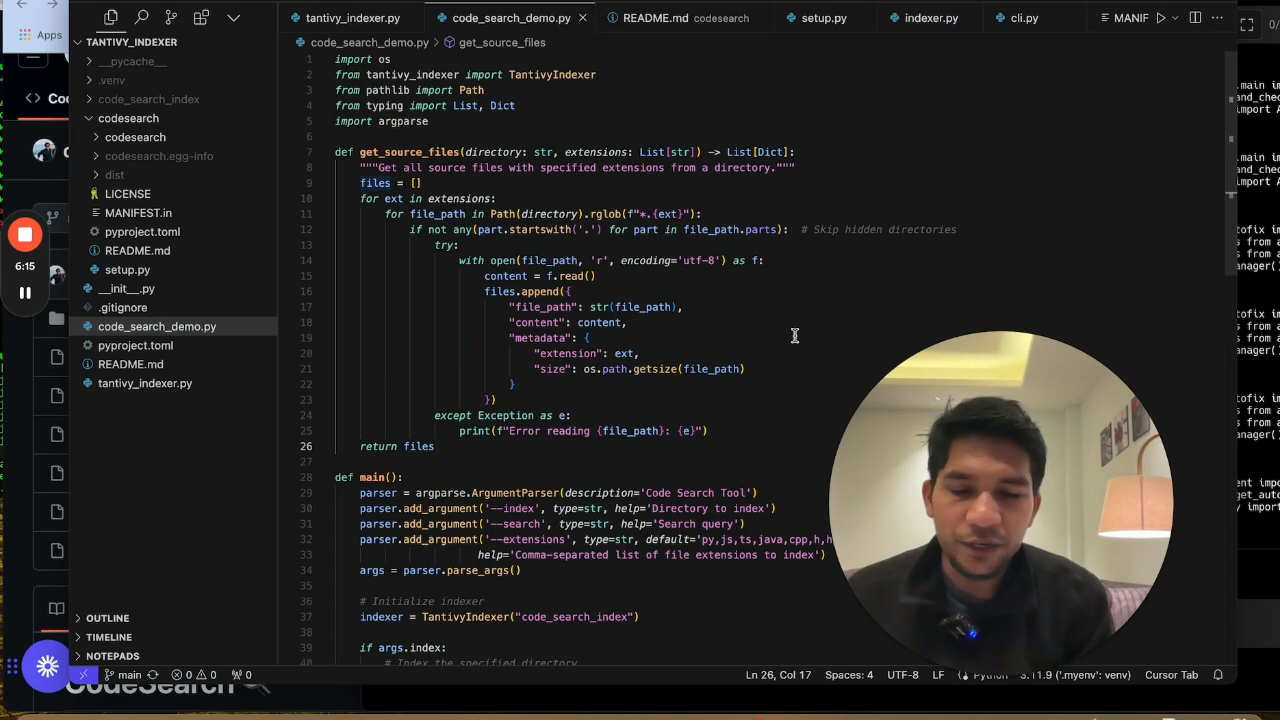 tantivy_indexer.py
code_search_demo.py
README.md codesearch
setup.py
indexer.py
cli.py
MANIF
Apps
TANTIVY_INDEXER
__pycache__
.venv
code_search_index
codesearch
codesearch
codesearch.egg-info
dist
LICENSE
MANIFEST.in
pyproject.toml
README.md
setup.py
__init__.py
.gitignore
code_search_demo.py
pyproject.toml
README.md
tantivy_indexer.py
OUTLINE
TIMELINE
NOTEPADS
6:15
code_search_demo.py > get_source_files
1 import os
2 from tantivy_indexer import TantivyIndexer
3 from pathlib import Path
4 from typing import List, Dict
5 import argparse
6
7 def get_source_files(directory: str, extensions: List[str]) -> List[Dict]:
8 """Get all source files with specified extensions from a directory."""
9 files = []
10 for ext in extensions:
11 for file_path in Path(directory).rglob(f"*.{ext}"):
12 if not any(part.startswith('.') for part in file_path.parts): # Skip hidden directories
13 try:
14 with open(file_path, 'r', encoding='utf-8') as f:
15 content = f.read()
16 files.append({
17 "file_path": str(file_path),
18 "content": content,
19 "metadata": {
20 "extension": ext,
21 "size": os.path.getsize(file_path)
22 }
23 })
24 except Exception as e:
25 print(f"Error reading {file_path}: {e}")
26 return files
27
28 def main():
29 parser = argparse.ArgumentParser(description='Code Search Tool')
30 parser.add_argument('--index', type=str, help='Directory to index')
31 parser.add_argument('--search', type=str, help='Search query')
32 parser.add_argument('--extensions', type=str, default='py,js,ts,java,cpp,h,h
33 help='Comma-separated list of file extensions to index')
34 args = parser.parse_args()
35
36 # Initialize indexer
37 indexer = TantivyIndexer("code_search_index")
38
39 if args.index:
40 # Index the specified directory
main 0 0 0
Ln 26, Col 17
Spaces: 4
UTF-8
LF
Python
3.11.9 ('.myenv': venv)
Cursor Tab
CodeSearch